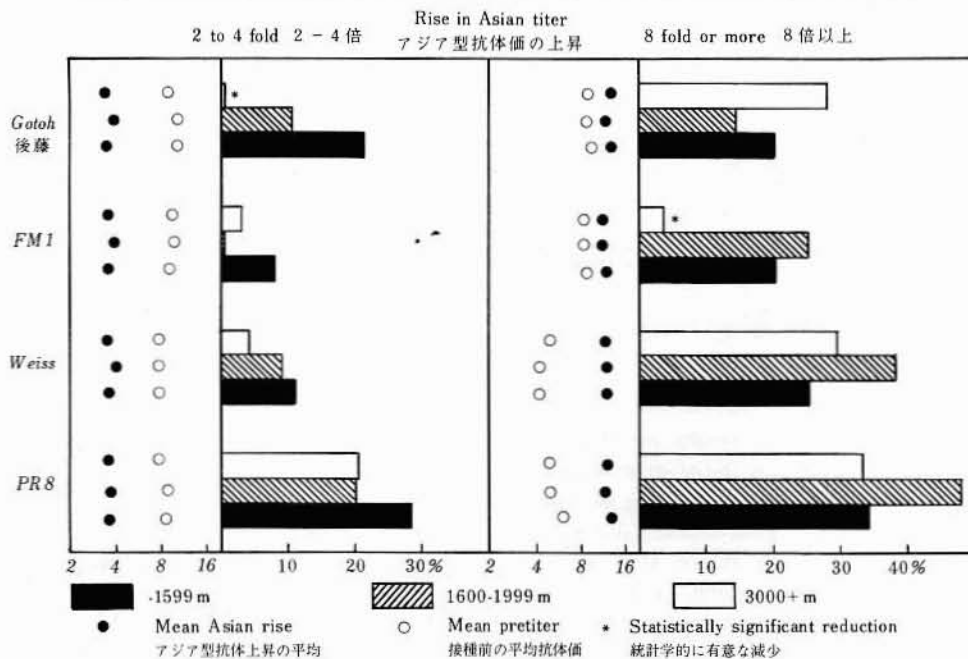 Rise in Asian titer
2 to 4 fold 2 - 4 倍
アジア型抗体価の上昇
8 fold or more 8 倍以上
*
Gotoh
後藤
FM1
*
Weiss
PR8
2 4 8 16 10 20 30% 2 4 8 16 10 20 30 40%
-1599 m
1600-1999 m
3000+ m
Mean Asian rise
アジア型抗体上昇の平均
Mean pretiter
接種前の平均抗体価
* Statistically significant reduction
統計学的に有意な減少